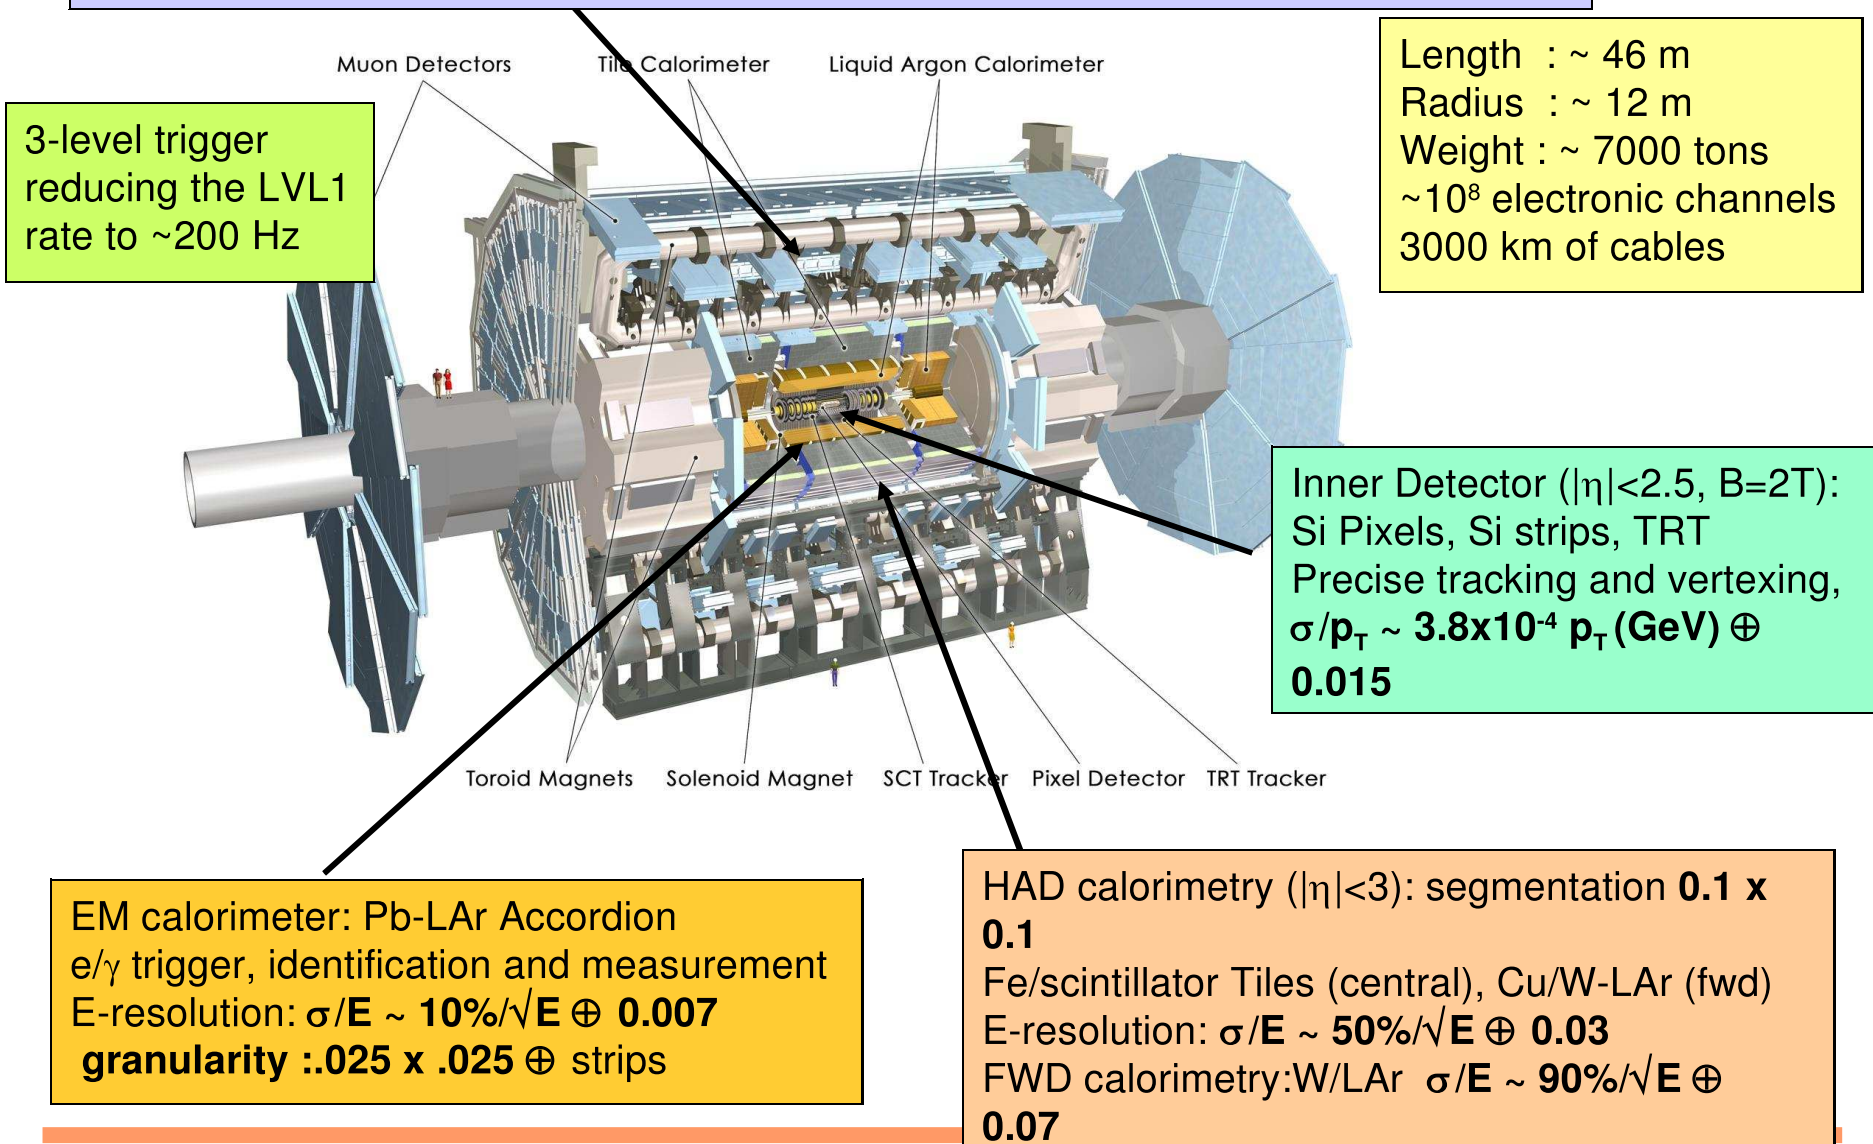 Muon Detectors
Tile Calorimeter
Liquid Argon Calorimeter
Length : ~ 46 m
Radius : ~ 12 m
Weight : ~ 7000 tons
~10⁸ electronic channels
3000 km of cables
3-level trigger
reducing the LVL1
rate to ~200 Hz
Inner Detector (|η|<2.5, B=2T):
Si Pixels, Si strips, TRT
Precise tracking and vertexing,
σ/p_T ~ 3.8x10⁻⁴ p_T (GeV) ⊕
0.015
Toroid Magnets
Solenoid Magnet
SCT Tracker
Pixel Detector
TRT Tracker
EM calorimeter: Pb-LAr Accordion
e/γ trigger, identification and measurement
E-resolution: σ/E ~ 10%/√E ⊕ 0.007
granularity :.025 x .025 ⊕ strips
HAD calorimetry (|η|<3): segmentation 0.1 x
0.1
Fe/scintillator Tiles (central), Cu/W-LAr (fwd)
E-resolution: σ/E ~ 50%/√E ⊕ 0.03
FWD calorimetry:W/LAr σ/E ~ 90%/√E ⊕
0.07